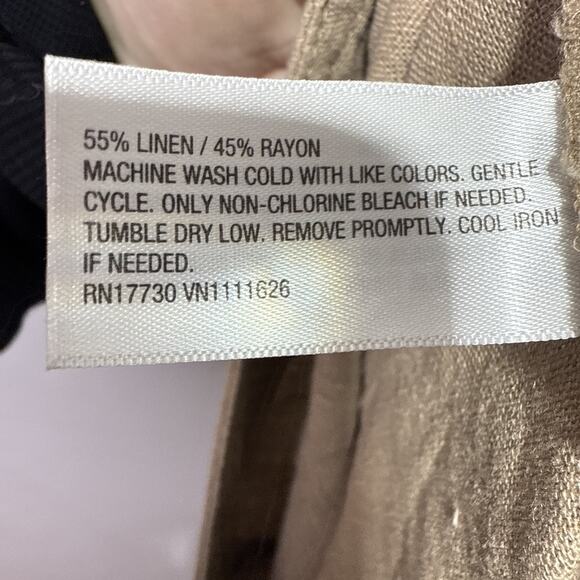 55% LINEN / 45% RAYON
MACHINE WASH COLD WITH LIKE COLORS. GENTLE
CYCLE. ONLY NON-CHLORINE BLEACH IF NEEDED.
TUMBLE DRY LOW. REMOVE PROMPTLY. COOL IRON
IF NEEDED.
RN17730 VN1111626